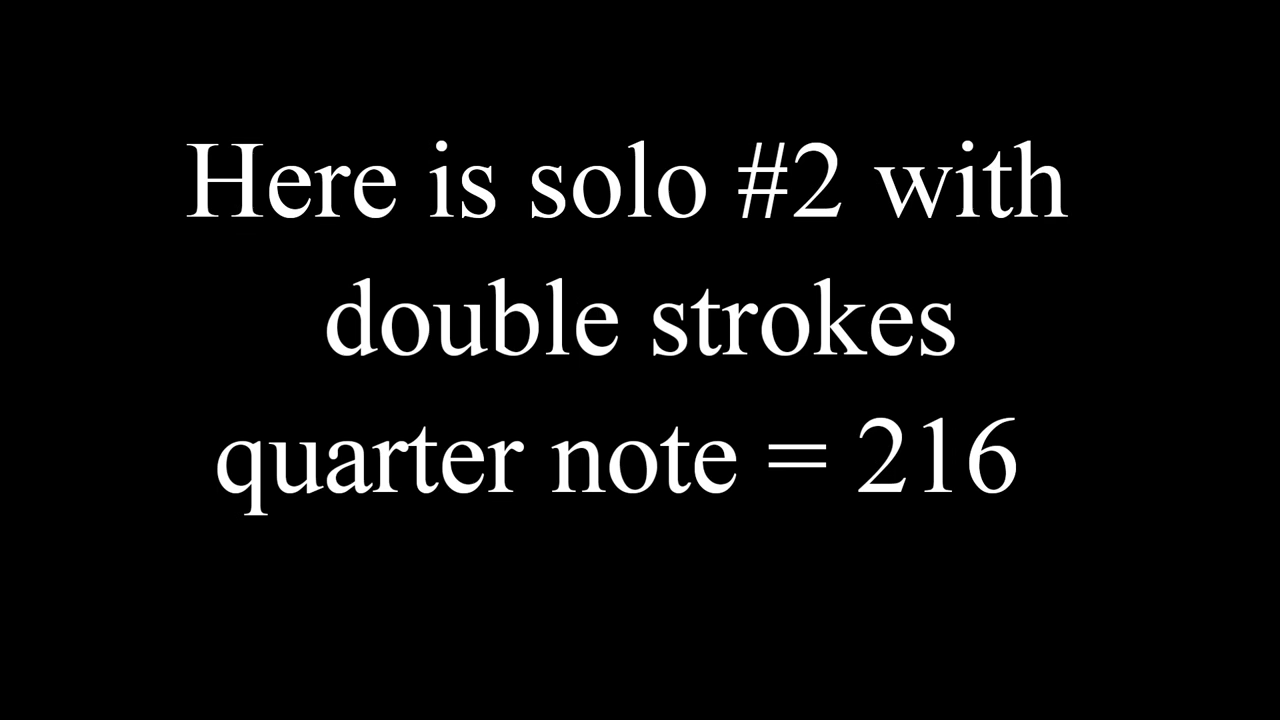 Here is solo #2 with
double strokes
quarter note = 216